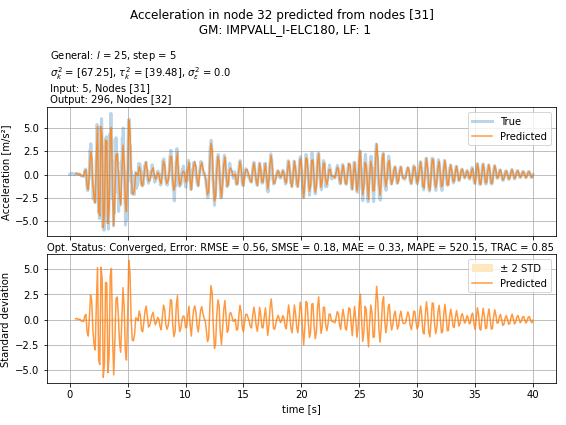 Acceleration in node 32 predicted from nodes [31]
GM: IMPVALL_I-ELC180, LF: 1
General: l = 25, step = 5
σ²ₖ = [67.25], τ²ₖ = [39.48], σ²_ε = 0.0
Input: 5, Nodes [31]
Output: 296, Nodes [32]
Acceleration [m/s²]
5.0
2.5
0.0
−2.5
−5.0
True
Predicted
Opt. Status: Converged, Error: RMSE = 0.56, SMSE = 0.18, MAE = 0.33, MAPE = 520.15, TRAC = 0.85
Standard deviation
5.0
2.5
0.0
−2.5
−5.0
± 2 STD
Predicted
0 5 10 15 20 25 30 35 40
time [s]